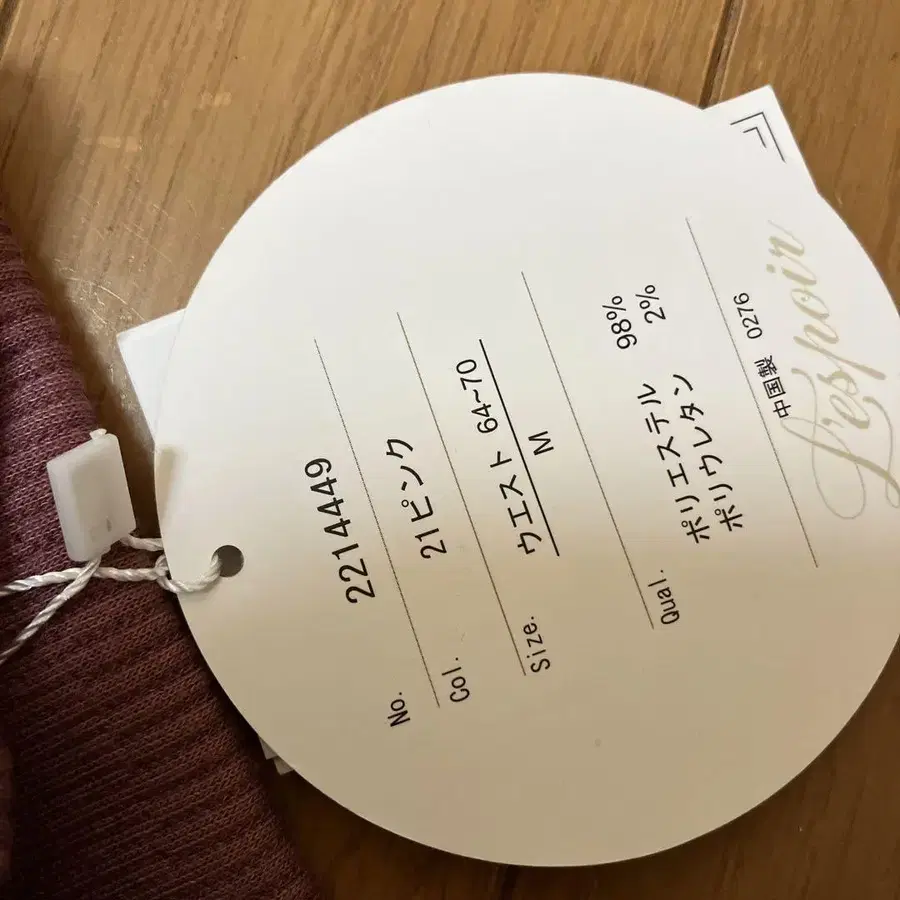 No. 2214449
Col. 21ピンク
Size. ウエスト 64~70
M
Qual. ポリエステル 98%
ポリウレタン 2%
中国製 0276
Lespoir